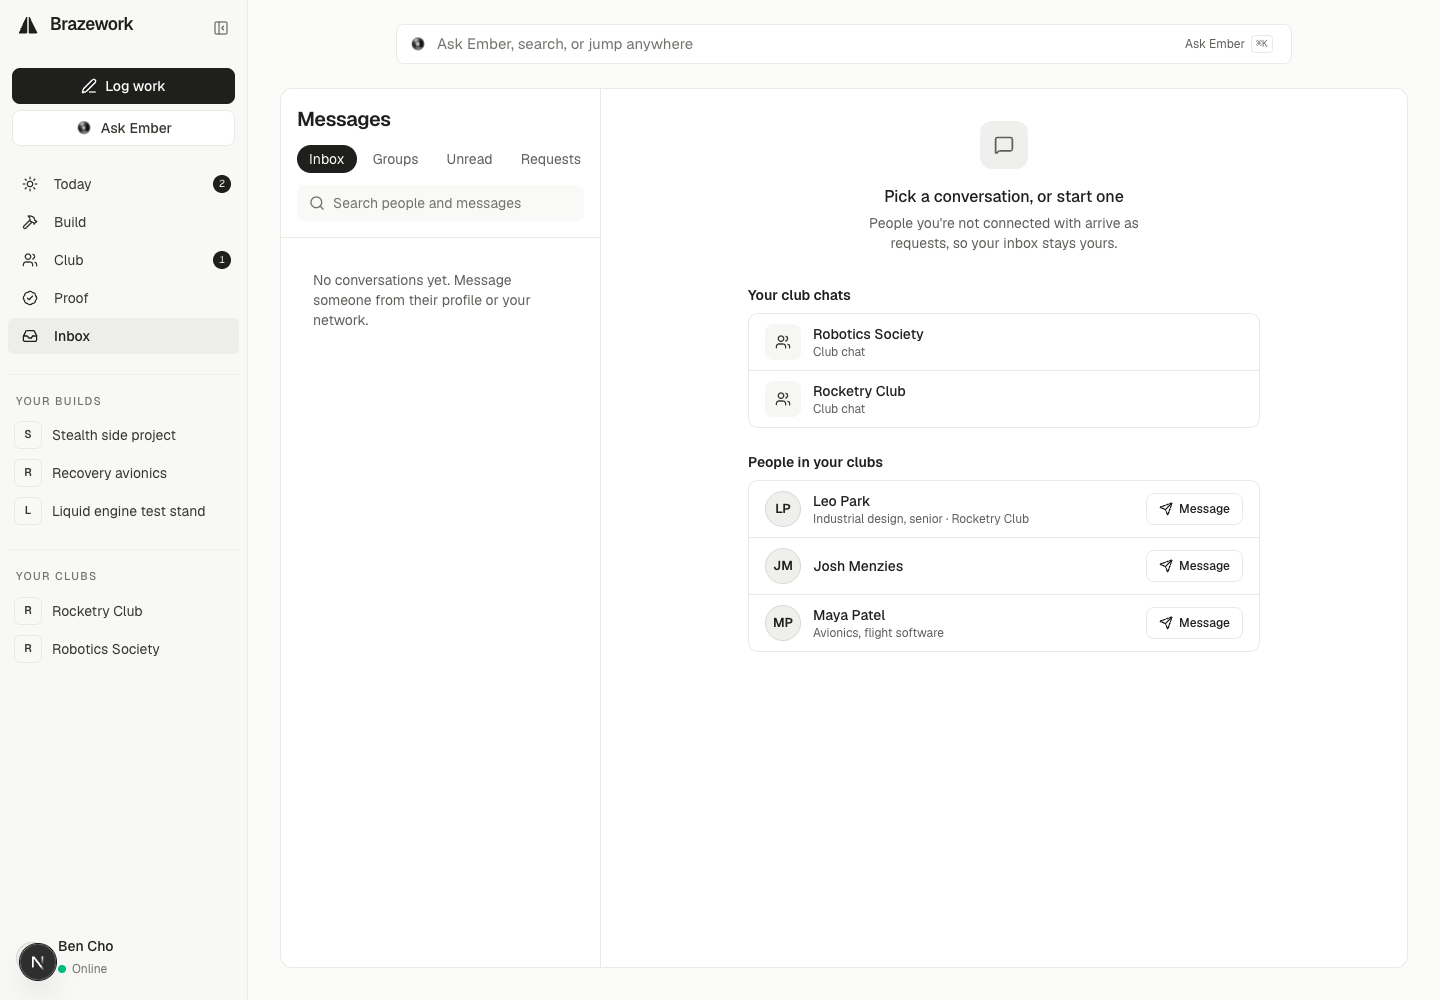 Brazework
Log work
Ask Ember
Today 2
Build
Club 1
Proof
Inbox
YOUR BUILDS
S Stealth side project
R Recovery avionics
L Liquid engine test stand
YOUR CLUBS
R Rocketry Club
R Robotics Society
N Ben Cho
Online
Ask Ember, search, or jump anywhere Ask Ember ⌘K
Messages
Inbox Groups Unread Requests
Search people and messages
No conversations yet. Message
someone from their profile or your
network.
Pick a conversation, or start one
People you're not connected with arrive as
requests, so your inbox stays yours.
Your club chats
Robotics Society
Club chat
Rocketry Club
Club chat
People in your clubs
LP Leo Park
Industrial design, senior · Rocketry Club
Message
JM Josh Menzies
Message
MP Maya Patel
Avionics, flight software
Message